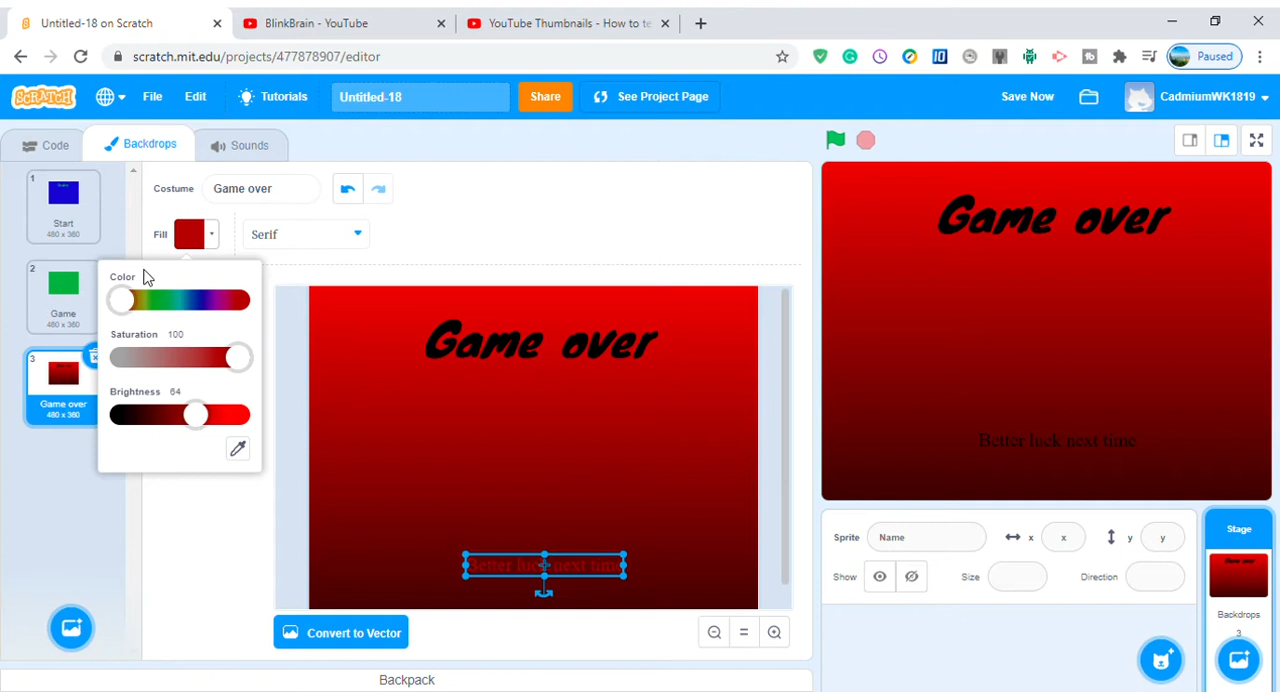 Untitled-18 on Scratch
BlinkBrain - YouTube
YouTube Thumbnails - How to te
scratch.mit.edu/projects/477878907/editor
Paused
SCRATCH
File
Edit
Tutorials
Untitled-18
Share
See Project Page
Save Now
CadmiumWK1819
Code
Backdrops
Sounds
1
Start
480 x 360
2
Game
480 x 360
3
Game over
480 x 360
Costume
Game over
Fill
Serif
Color
Saturation 100
Brightness 64
Game over
Better luck next time
Convert to Vector
Backpack
Game over
Better luck next time
Sprite
Name
x
x
y
y
Show
Size
Direction
Stage
Backdrops
3